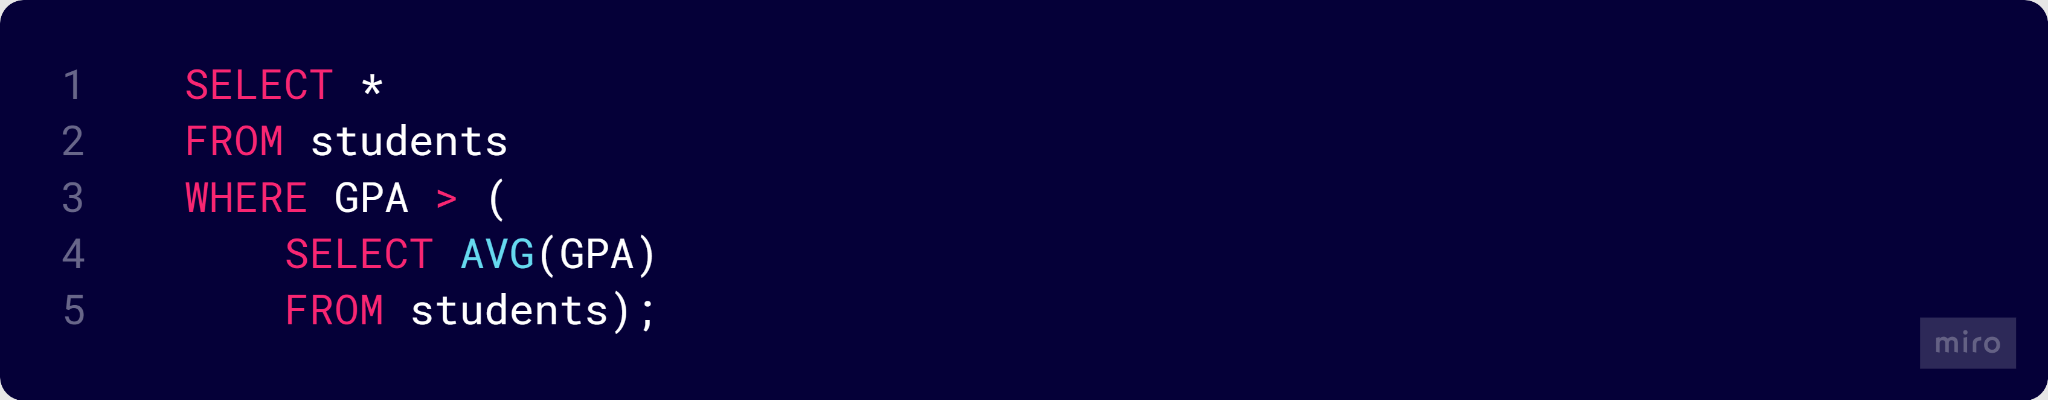 1 SELECT *
2 FROM students
3 WHERE GPA > (
4     SELECT AVG(GPA)
5     FROM students);
miro